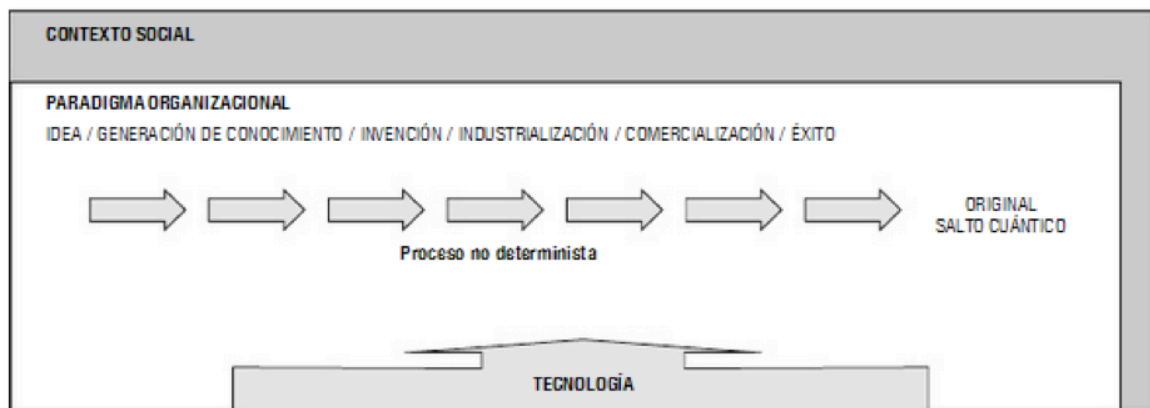 CONTEXTO SOCIAL
PARADIGMA ORGANIZACIONAL
IDEA / GENERACIÓN DE CONOCIMIENTO / INVENCIÓN / INDUSTRIALIZACIÓN / COMERCIALIZACIÓN / ÉXITO
ORIGINAL
SALTO CUÁNTICO
Proceso no determinista
TECNOLOGÍA